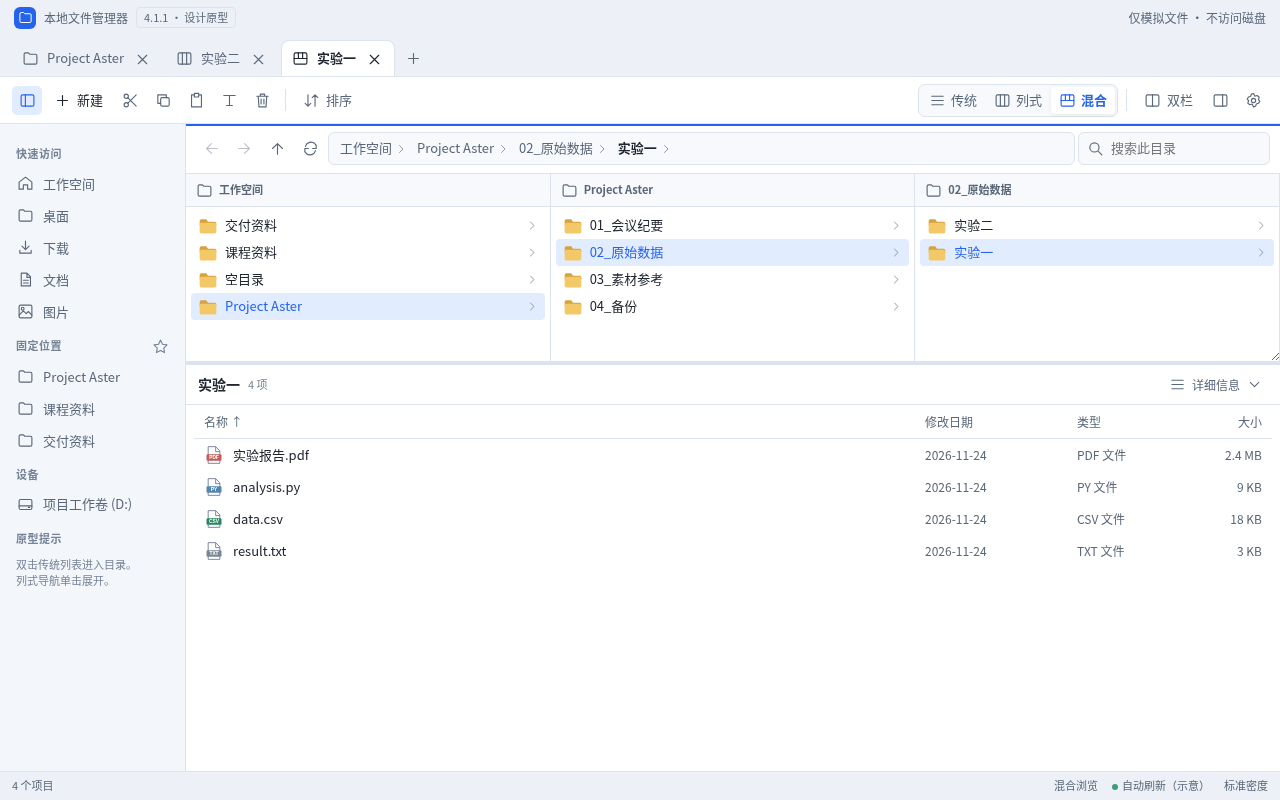 本地文件管理器 4.1.1 · 设计原型 仅模拟文件 · 不访问磁盘
Project Aster 实验二 实验一
新建 排序 传统 列式 混合 双栏
快速访问
工作空间
桌面
下载
文档
图片
固定位置
Project Aster
课程资料
交付资料
设备
项目工作卷 (D:)
原型提示
双击传统列表进入目录。
列式导航单击展开。
工作空间 Project Aster 02_原始数据 实验一 搜索此目录
工作空间
交付资料
课程资料
空目录
Project Aster
Project Aster
01_会议纪要
02_原始数据
03_素材参考
04_备份
02_原始数据
实验二
实验一
实验一 4 项 详细信息
名称 ↑ 修改日期 类型 大小
PDF 实验报告.pdf 2026-11-24 PDF 文件 2.4 MB
PY analysis.py 2026-11-24 PY 文件 9 KB
CSV data.csv 2026-11-24 CSV 文件 18 KB
TXT result.txt 2026-11-24 TXT 文件 3 KB
4 个项目 混合浏览 自动刷新（示意） 标准密度